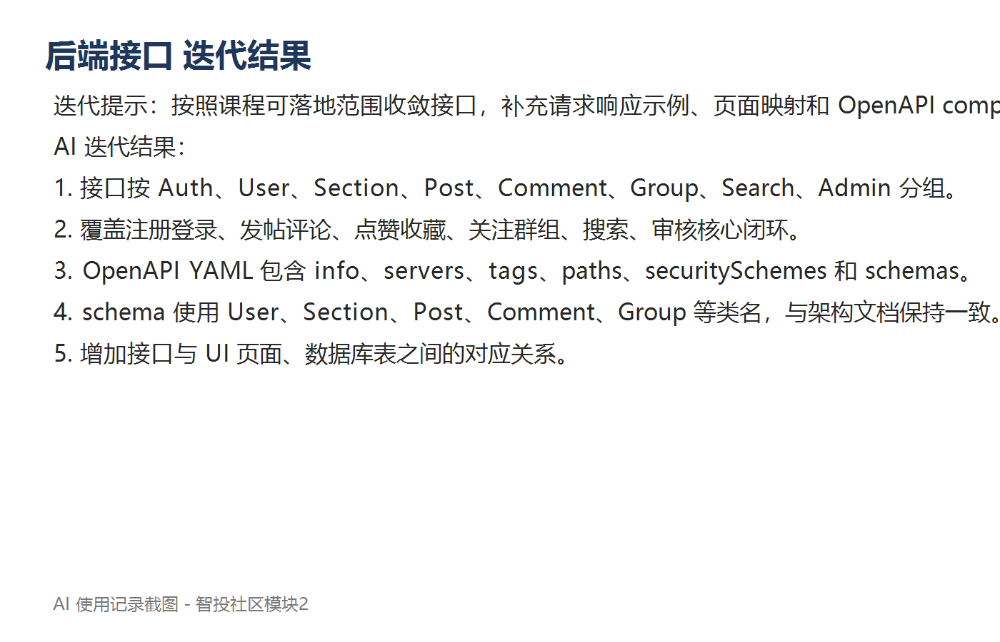 后端接口 迭代结果
迭代提示：按照课程可落地范围收敛接口，补充请求响应示例、页面映射和 OpenAPI comp
AI 迭代结果：
1. 接口按 Auth、User、Section、Post、Comment、Group、Search、Admin 分组。
2. 覆盖注册登录、发帖评论、点赞收藏、关注群组、搜索、审核核心闭环。
3. OpenAPI YAML 包含 info、servers、tags、paths、securitySchemes 和 schemas。
4. schema 使用 User、Section、Post、Comment、Group 等类名，与架构文档保持一致。
5. 增加接口与 UI 页面、数据库表之间的对应关系。
AI 使用记录截图 - 智投社区模块2